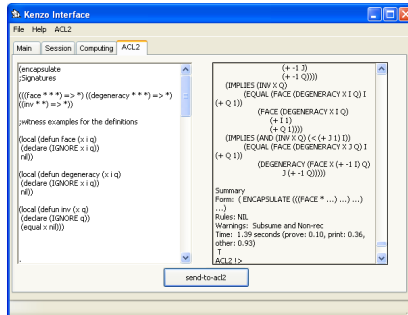 Kenzo Interface
File Help ACL2
Main Session Computing ACL2
(encapsulate
;Signatures
(((face * * *) => *) ((degeneracy * * *) => *)
((inv * *) => *))
;witness examples for the definitions
(local (defun face (x i q)
(declare (IGNORE x i q))
nil))
(local (defun degeneracy (x i q)
(declare (IGNORE x i q))
nil))
(local (defun inv (x q)
(declare (IGNORE q))
(equal x nil)))
.
(+ -1 J)
(+ -1 Q))))
(IMPLIES (INV X Q)
(EQUAL (FACE (DEGENERACY X I Q) I
(+ Q 1))
(FACE (DEGENERACY X I Q)
(+ I 1)
(+ Q 1))))
(IMPLIES (AND (INV X Q) (< (+ J 1) I))
(EQUAL (FACE (DEGENERACY X J Q) I
(+ Q 1))
(DEGENERACY (FACE X (+ -1 I) Q)
J (+ -1 Q)))))
Summary
Form: ( ENCAPSULATE (((FACE * ...) ...) ...)
...)
Rules: NIL
Warnings: Subsume and Non-rec
Time: 1.39 seconds (prove: 0.10, print: 0.36,
other: 0.93)
T
ACL2 !>
send-to-acl2